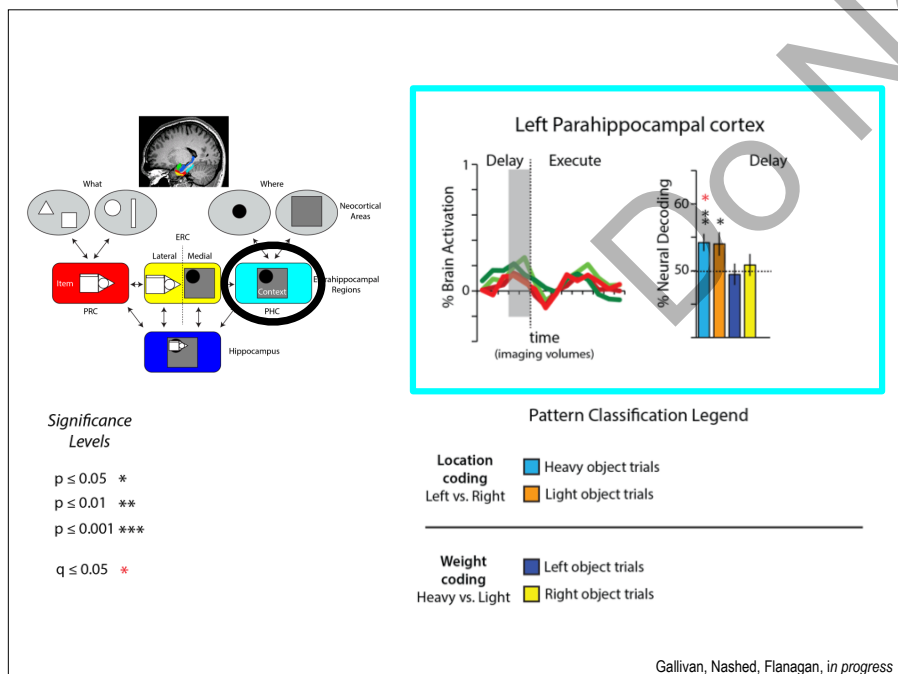 What
Where
Neocortical
Areas
ERC
Lateral Medial
Item
Context
Extrahippocampal
Regions
PRC
PHC
Hippocampus
Significance
Levels
p ≤ 0.05 *
p ≤ 0.01 **
p ≤ 0.001 ***
q ≤ 0.05 *
Left Parahippocampal cortex
Delay Execute
1
% Brain Activation
0
time
(imaging volumes)
Delay
*
** *
60
% Neural Decoding
50
Pattern Classification Legend
Location
coding
Left vs. Right
Heavy object trials
Light object trials
Weight
coding
Heavy vs. Light
Left object trials
Right object trials
Gallivan, Nashed, Flanagan, in progress
Do N